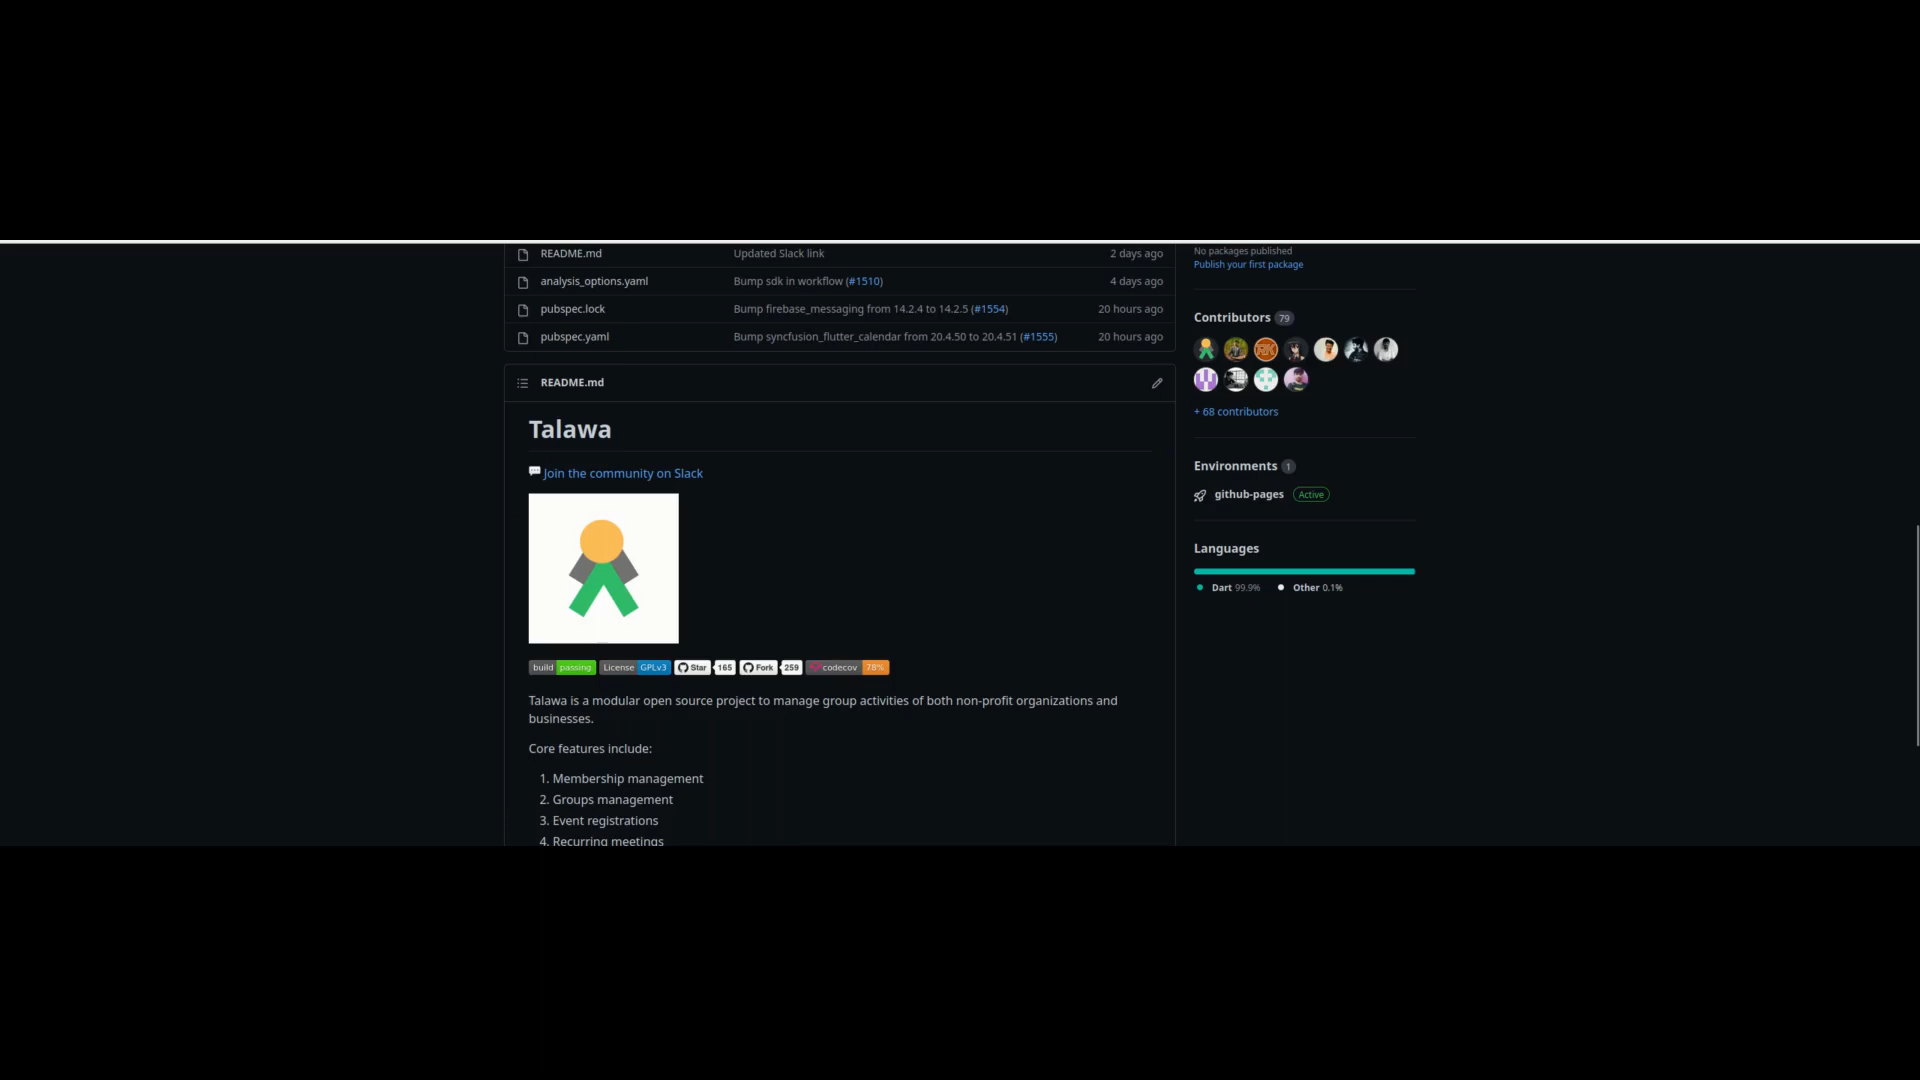 README.md Updated Slack link 2 days ago
analysis_options.yaml Bump sdk in workflow (#1510) 4 days ago
pubspec.lock Bump firebase_messaging from 14.2.4 to 14.2.5 (#1554) 20 hours ago
pubspec.yaml Bump syncfusion_flutter_calendar from 20.4.50 to 20.4.51 (#1555) 20 hours ago
README.md
Talawa
Join the community on Slack
build passing License GPLv3 Star 165 Fork 259 codecov 78%
Talawa is a modular open source project to manage group activities of both non-profit organizations and
businesses.
Core features include:
1. Membership management
2. Groups management
3. Event registrations
4. Recurring meetings
No packages published
Publish your first package
Contributors 79
+ 68 contributors
Environments 1
github-pages Active
Languages
Dart 99.9% Other 0.1%